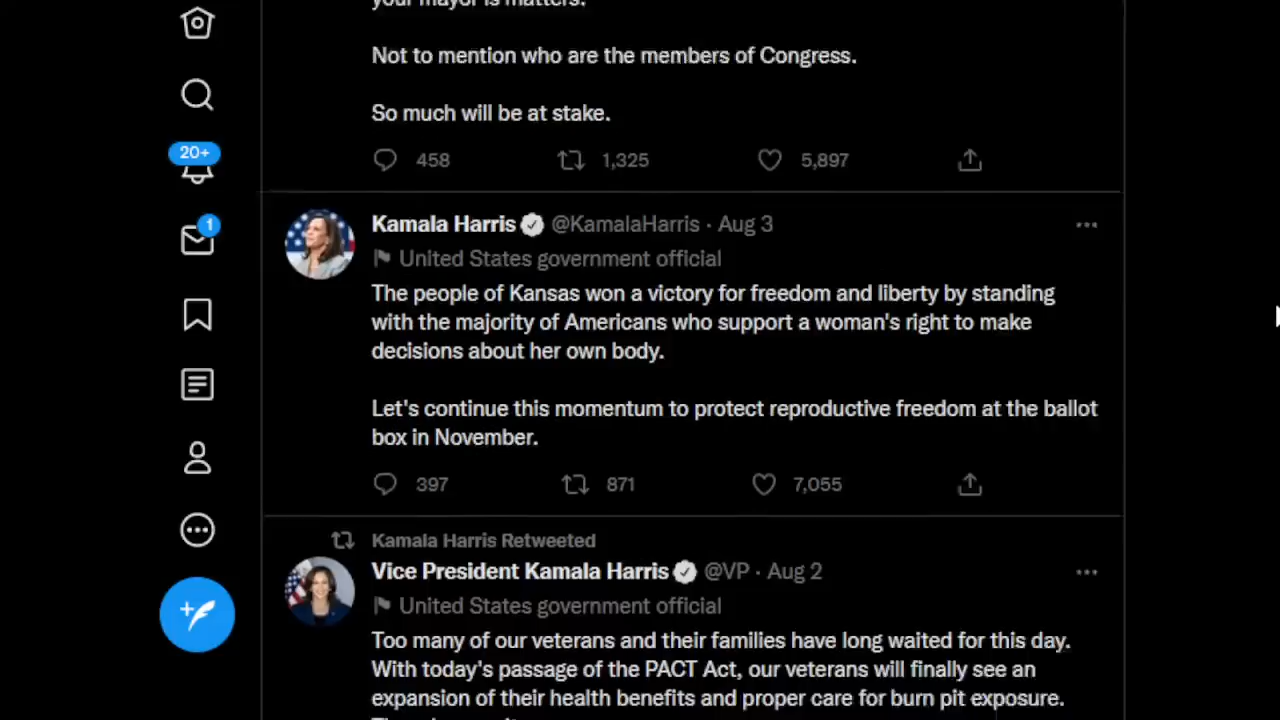 your mayor is matters.
Not to mention who are the members of Congress.
So much will be at stake.
458 1,325 5,897
20+
1
Kamala Harris @KamalaHarris · Aug 3
United States government official
The people of Kansas won a victory for freedom and liberty by standing
with the majority of Americans who support a woman's right to make
decisions about her own body.
Let's continue this momentum to protect reproductive freedom at the ballot
box in November.
397 871 7,055
Kamala Harris Retweeted
Vice President Kamala Harris @VP · Aug 2
United States government official
Too many of our veterans and their families have long waited for this day.
With today's passage of the PACT Act, our veterans will finally see an
expansion of their health benefits and proper care for burn pit exposure.